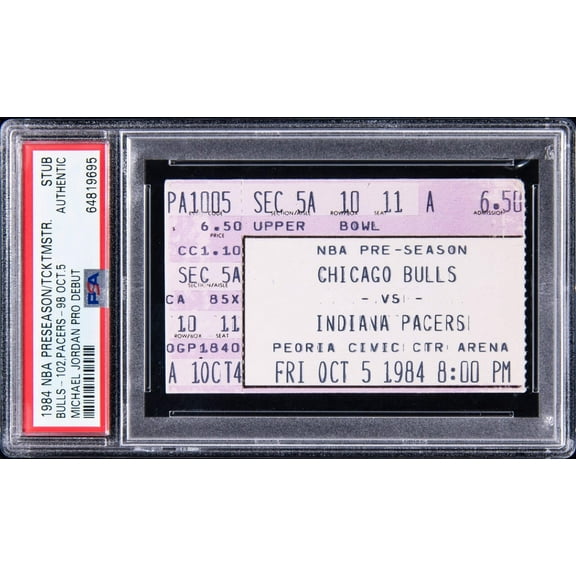 1984 NBA PRESEASON/TCKTMSTR.
BULLS - 102,PACERS - 98 OCT.5
MICHAEL JORDAN PRO DEBUT
STUB
AUTHENTIC
64819695
PSA
PA1005 SEC 5A 10 11 A 6.50
CODE SECTION/AISLE ROW/BOX SEAT ADMISSION
6.50 UPPER BOWL
PRICE
CC1.10
SEC 5A
SECTION/AISLE
CA 85X
10 11
ROW/BOX SEAT
OGP1840
A 10CT4
NBA PRE-SEASON
CHICAGO BULLS
- VS -
INDIANA PACERS
PEORIA CIVIC CTR ARENA
FRI OCT 5 1984 8:00 PM